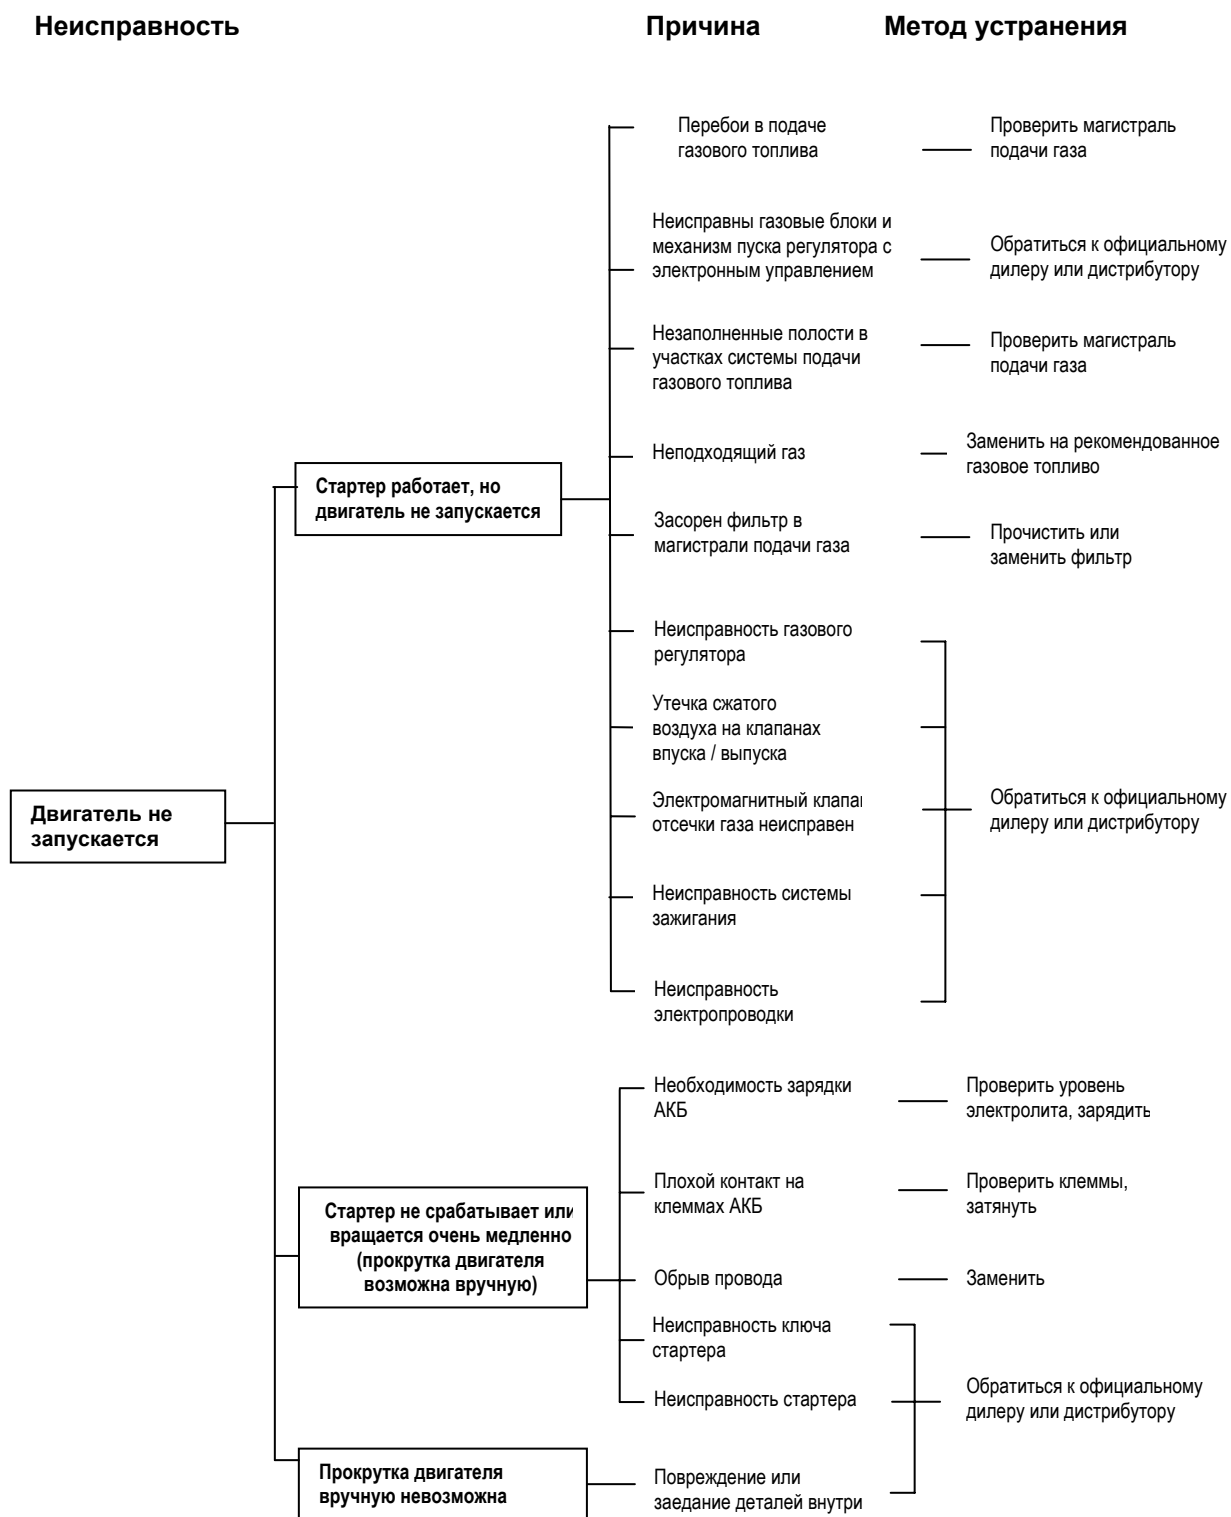 Неисправность
Причина
Метод устранения
Перебои в подаче
газового топлива
Проверить магистраль
подачи газа
Неисправны газовые блоки и
механизм пуска регулятора с
электронным управлением
Обратиться к официальному
дилеру или дистрибутору
Незаполненные полости в
участках системы подачи
газового топлива
Проверить магистраль
подачи газа
Неподходящий газ
Заменить на рекомендованное
газовое топливо
Стартер работает, но
двигатель не запускается
Засорен фильтр в
магистрали подачи газа
Прочистить или
заменить фильтр
Неисправность газового
регулятора
Утечка сжатого
воздуха на клапанах
впуска / выпуска
Электромагнитный клапан
отсечки газа неисправен
Обратиться к официальному
дилеру или дистрибутору
Двигатель не
запускается
Неисправность системы
зажигания
Неисправность
электропроводки
Необходимость зарядки
АКБ
Проверить уровень
электролита, зарядить
Плохой контакт на
клеммах АКБ
Проверить клеммы,
затянуть
Стартер не срабатывает или
вращается очень медленно
(прокрутка двигателя
возможна вручную)
Обрыв провода
Заменить
Неисправность ключа
стартера
Неисправность стартера
Обратиться к официальному
дилеру или дистрибутору
Прокрутка двигателя
вручную невозможна
Повреждение или
заедание деталей внутри